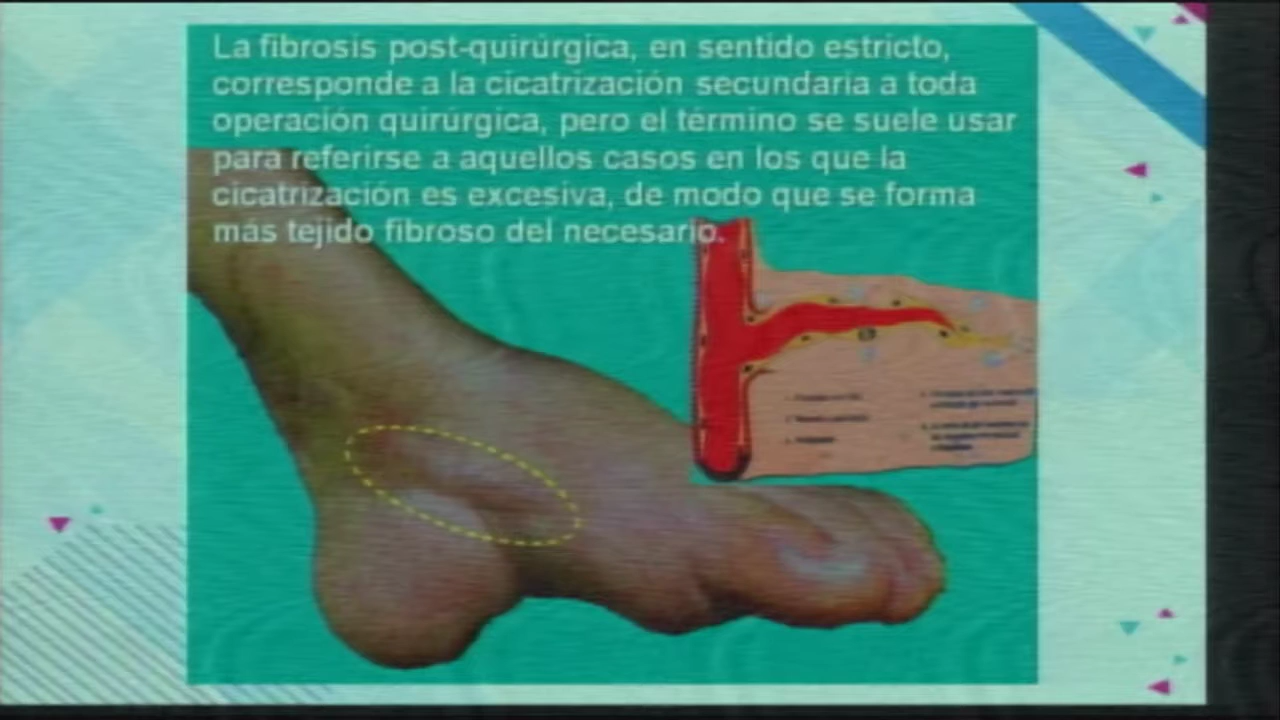 La fibrosis post-quirúrgica, en sentido estricto,
corresponde a la cicatrización secundaria a toda
operación quirúrgica, pero el término se suele usar
para referirse a aquellos casos en los que la
cicatrización es excesiva, de modo que se forma
más tejido fibroso del necesario.